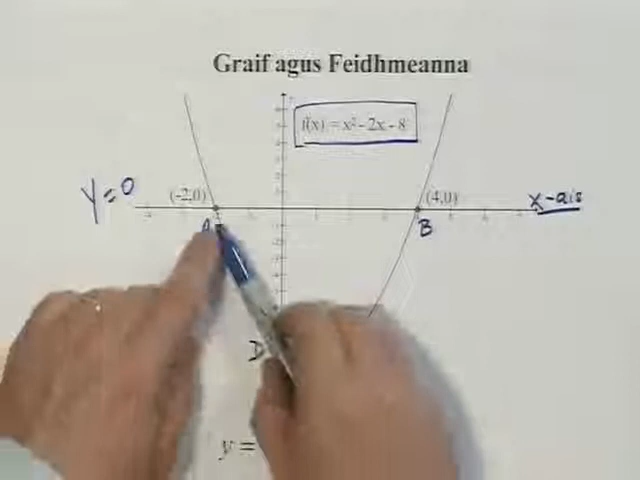 Graif agus Feidhmeanna
f(x) = x² - 2x - 8
y = 0
(-2,0)
(4,0)
x-ais
A
B
D
y =